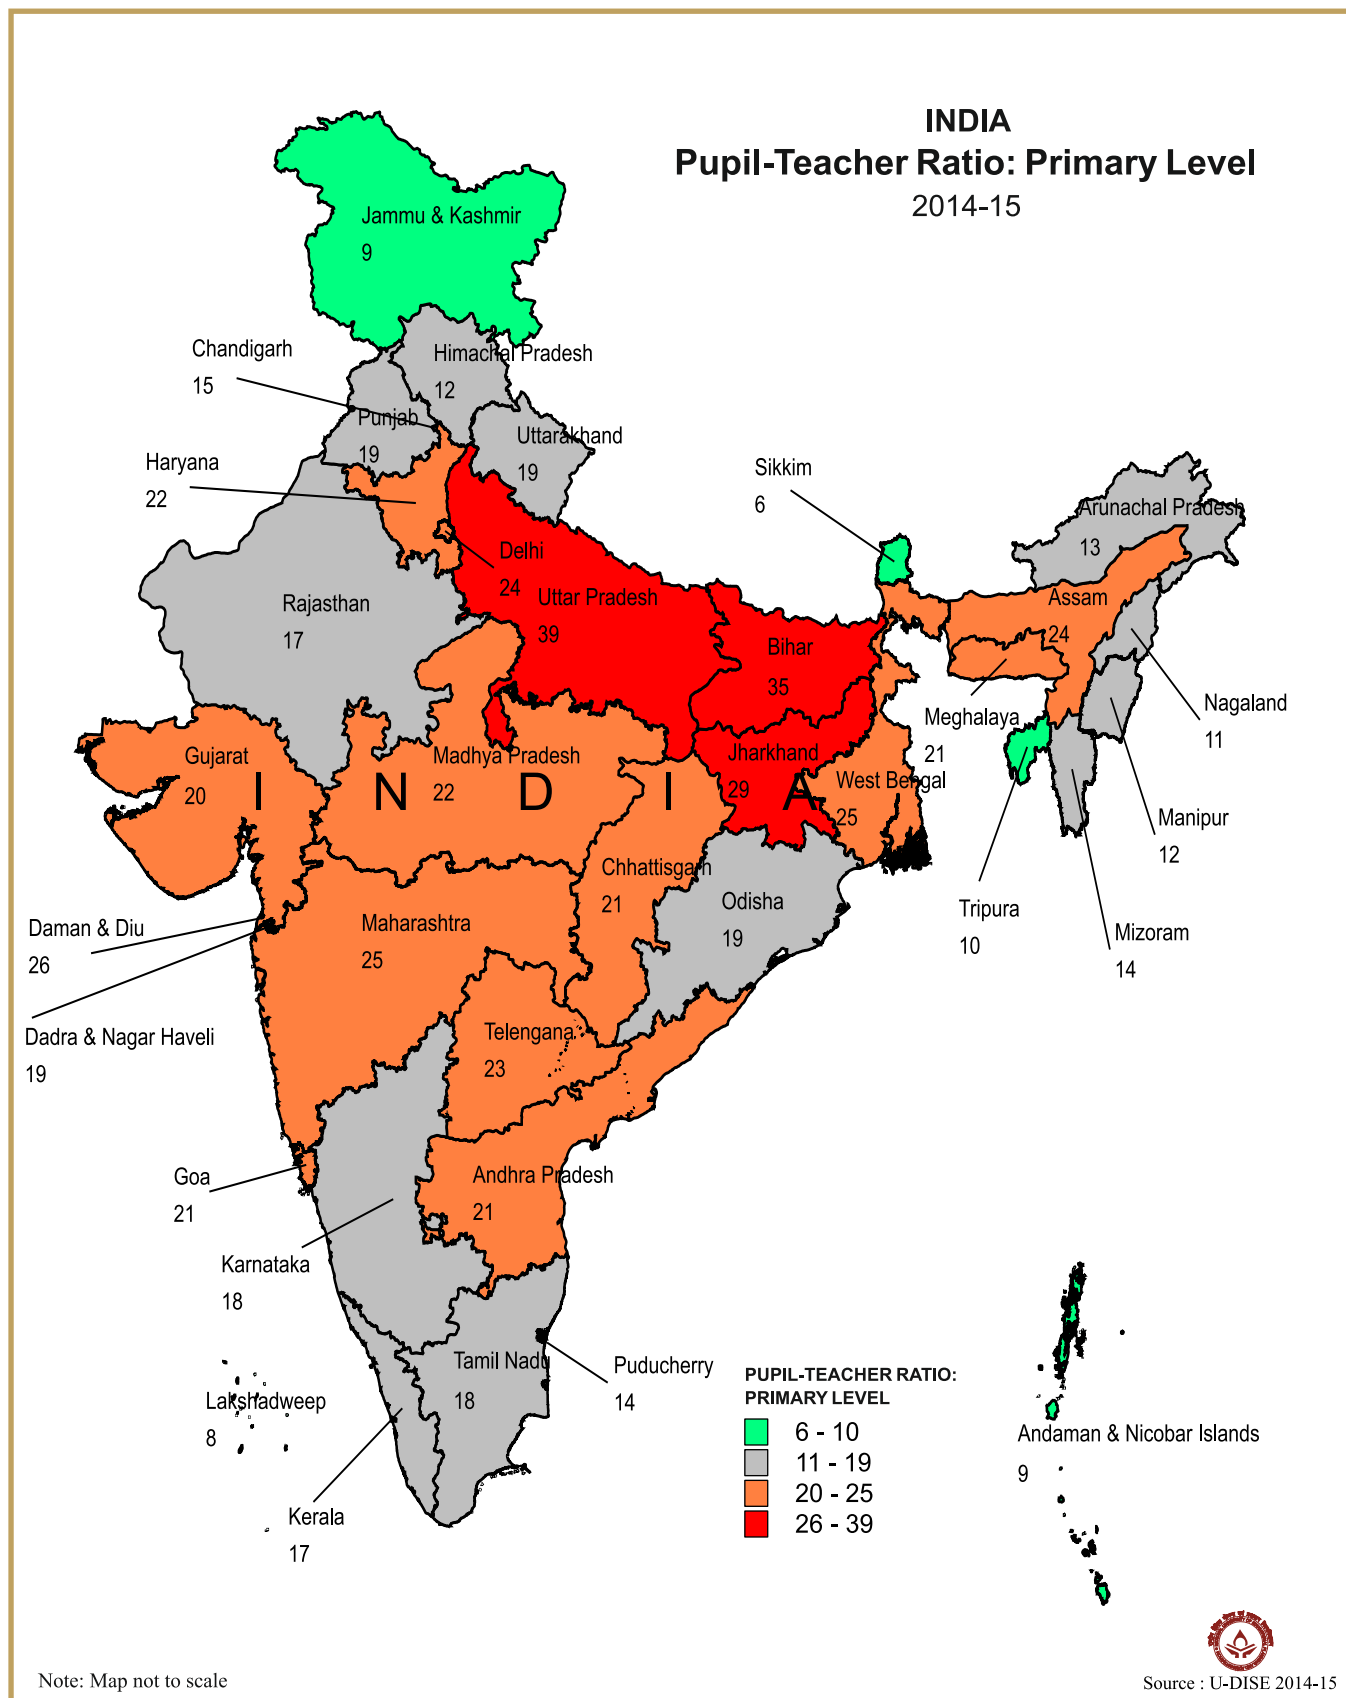 INDIA
Pupil-Teacher Ratio: Primary Level
2014-15
Jammu & Kashmir
9
Chandigarh
15
Himachal Pradesh
12
Punjab
19
Uttarakhand
19
Haryana
22
Sikkim
6
Arunachal Pradesh
13
Delhi
24
Uttar Pradesh
39
Rajasthan
17
Assam
24
Bihar
35
Nagaland
11
Meghalaya
21
Gujarat
20
Madhya Pradesh
22
Jharkhand
29
West Bengal
25
I N D I A
Manipur
12
Chhattisgarh
21
Odisha
19
Tripura
10
Mizoram
14
Maharashtra
25
Daman & Diu
26
Dadra & Nagar Haveli
19
Telengana
23
Goa
21
Andhra Pradesh
21
Karnataka
18
Tamil Nadu
18
Puducherry
14
Lakshadweep
8
Kerala
17
PUPIL-TEACHER RATIO:
PRIMARY LEVEL
6 - 10
11 - 19
20 - 25
26 - 39
Andaman & Nicobar Islands
9
Note: Map not to scale
Source : U-DISE 2014-15